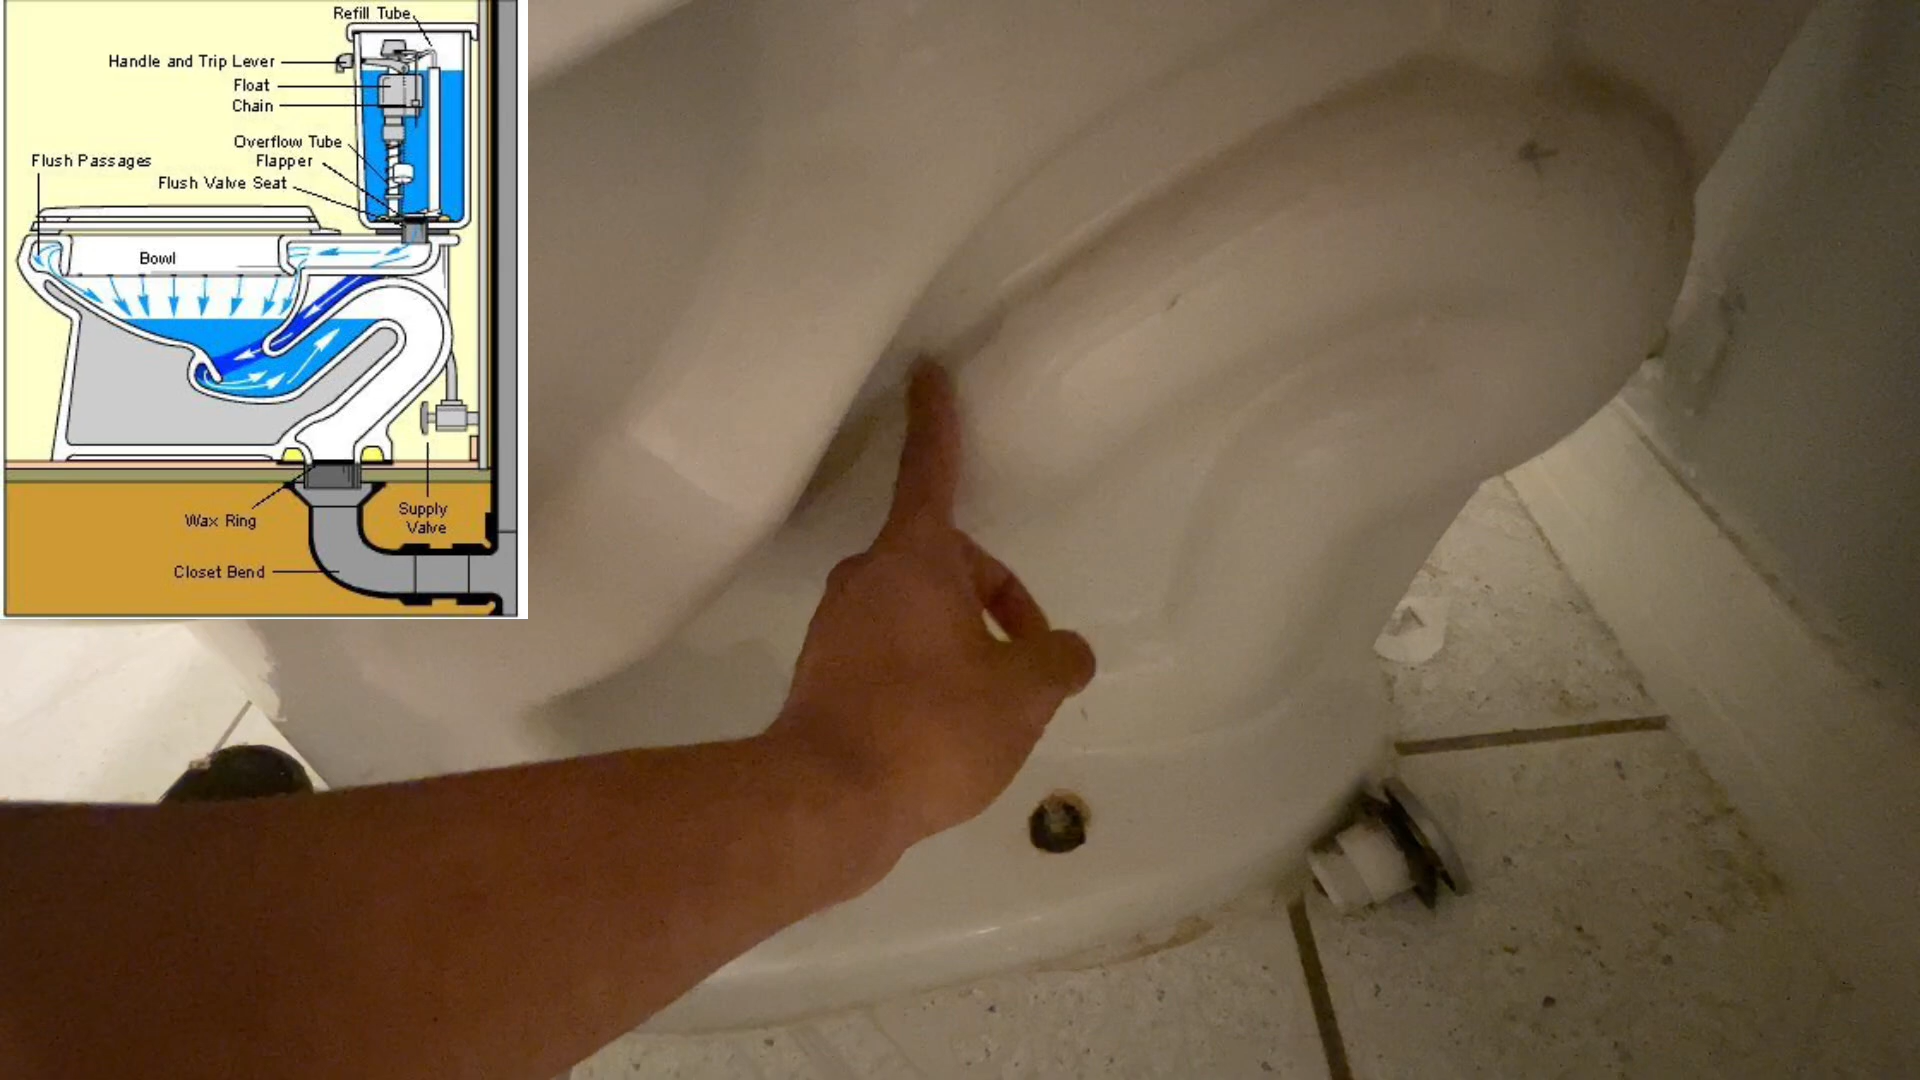 Refill Tube
Handle and Trip Lever
Float
Chain
Overflow Tube
Flapper
Flush Passages
Flush Valve Seat
Bowl
Wax Ring
Supply
Valve
Closet Bend